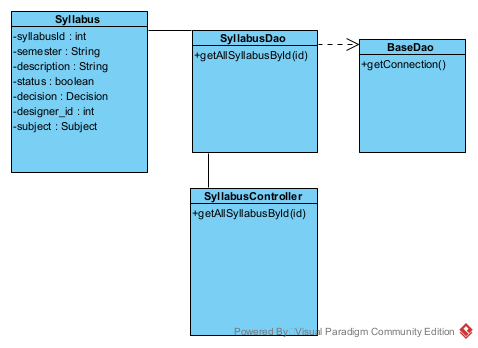 Syllabus
-syllabusId : int
-semester : String
-description : String
-status : boolean
-decision : Decision
-designer_id : int
-subject : Subject
SyllabusDao
+getAllSyllabusById(id)
BaseDao
+getConnection()
SyllabusController
+getAllSyllabusById(id)
Powered By: Visual Paradigm Community Edition